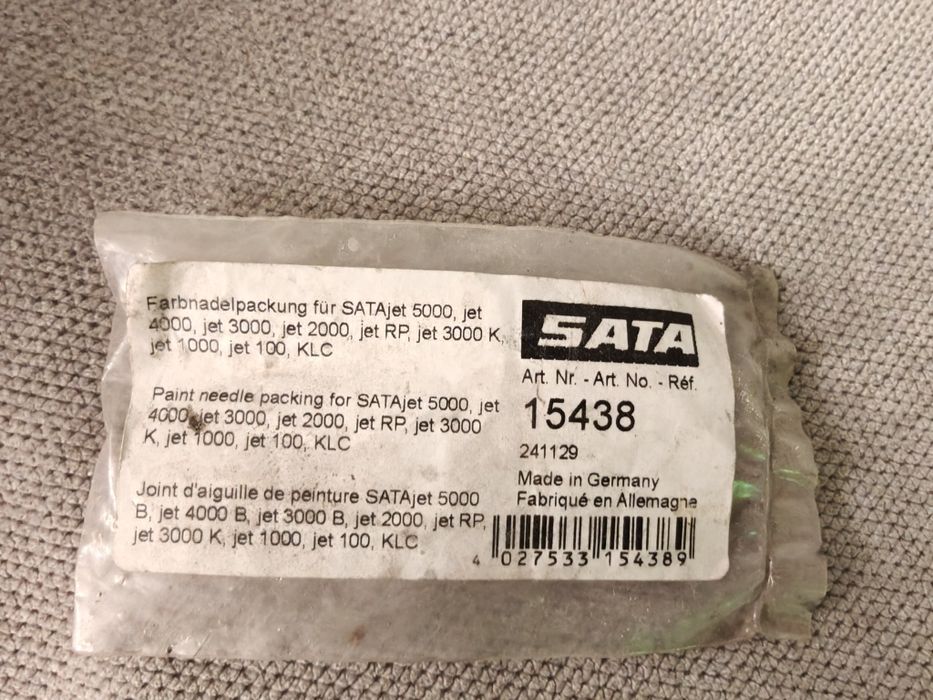 Farbnadelpackung für SATAjet 5000, jet
4000, jet 3000, jet 2000, jet RP, jet 3000 K,
jet 1000, jet 100, KLC
Paint needle packing for SATAjet 5000, jet
4000, jet 3000, jet 2000, jet RP, jet 3000
K, jet 1000, jet 100, KLC
Joint d'aiguille de peinture SATAjet 5000
B, jet 4000 B, jet 3000 B, jet 2000, jet RP,
jet 3000 K, jet 1000, jet 100, KLC
SATA
Art. Nr. - Art. No. - Réf.
15438
241129
Made in Germany
Fabriqué en Allemagne
4 027533 154389